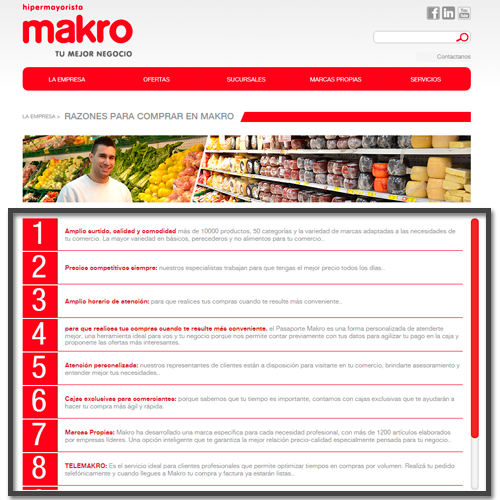 hipermayorista
makro
TU MEJOR NEGOCIO
Contactanos
LA EMPRESA
OFERTAS
SUCURSALES
MARCAS PROPIAS
SERVICIOS
LA EMPRESA > RAZONES PARA COMPRAR EN MAKRO
1
Amplio surtido, calidad y comodidad más de 10000 productos, 50 categorías y la variedad de marcas adaptadas a las necesidades de
tu comercio. La mayor variedad en básicos, perecederos y no alimentos para tu comercio..
2
Precios competitivos siempre: nuestros especialistas trabajan para que tengas el mejor precio todos los días..
3
Amplio horario de atención: para que realices tus compras cuando te resulte más conveniente..
4
para que realices tus compras cuando te resulte más conveniente, el Pasaporte Makro es una forma personalizada de atenderte
mejor, una herramienta ideal para vos y tu negocio porque nos permite contar previamente con tus datos para agilizar tu pago en la caja y
proponerte las ofertas más interesantes.
5
Atención personalizada: nuestros representantes de clientes están a disposición para visitarte en tu comercio, brindarte asesoramiento y
entender mejor tus necesidades..
6
Cajas exclusivas para comerciantes: porque sabemos que tu tiempo es importante, contamos con cajas exclusivas que te ayudarán a
hacer tu compra más ágil y rápida.
7
Marcas Propias: Makro ha desarrollado una marca específica para cada necesidad profesional, con más de 1200 artículos elaborados
por empresas líderes. Una opción inteligente que te garantiza la mejor relación precio-calidad especialmente pensada para tu negocio.
8
TELEMAKRO: Es el servicio ideal para clientes profesionales que permite optimizar tiempos en compras por volumen. Realizá tu pedido
telefónicamente y cuando llegues a Makro tu compra y factura ya estarán listas..